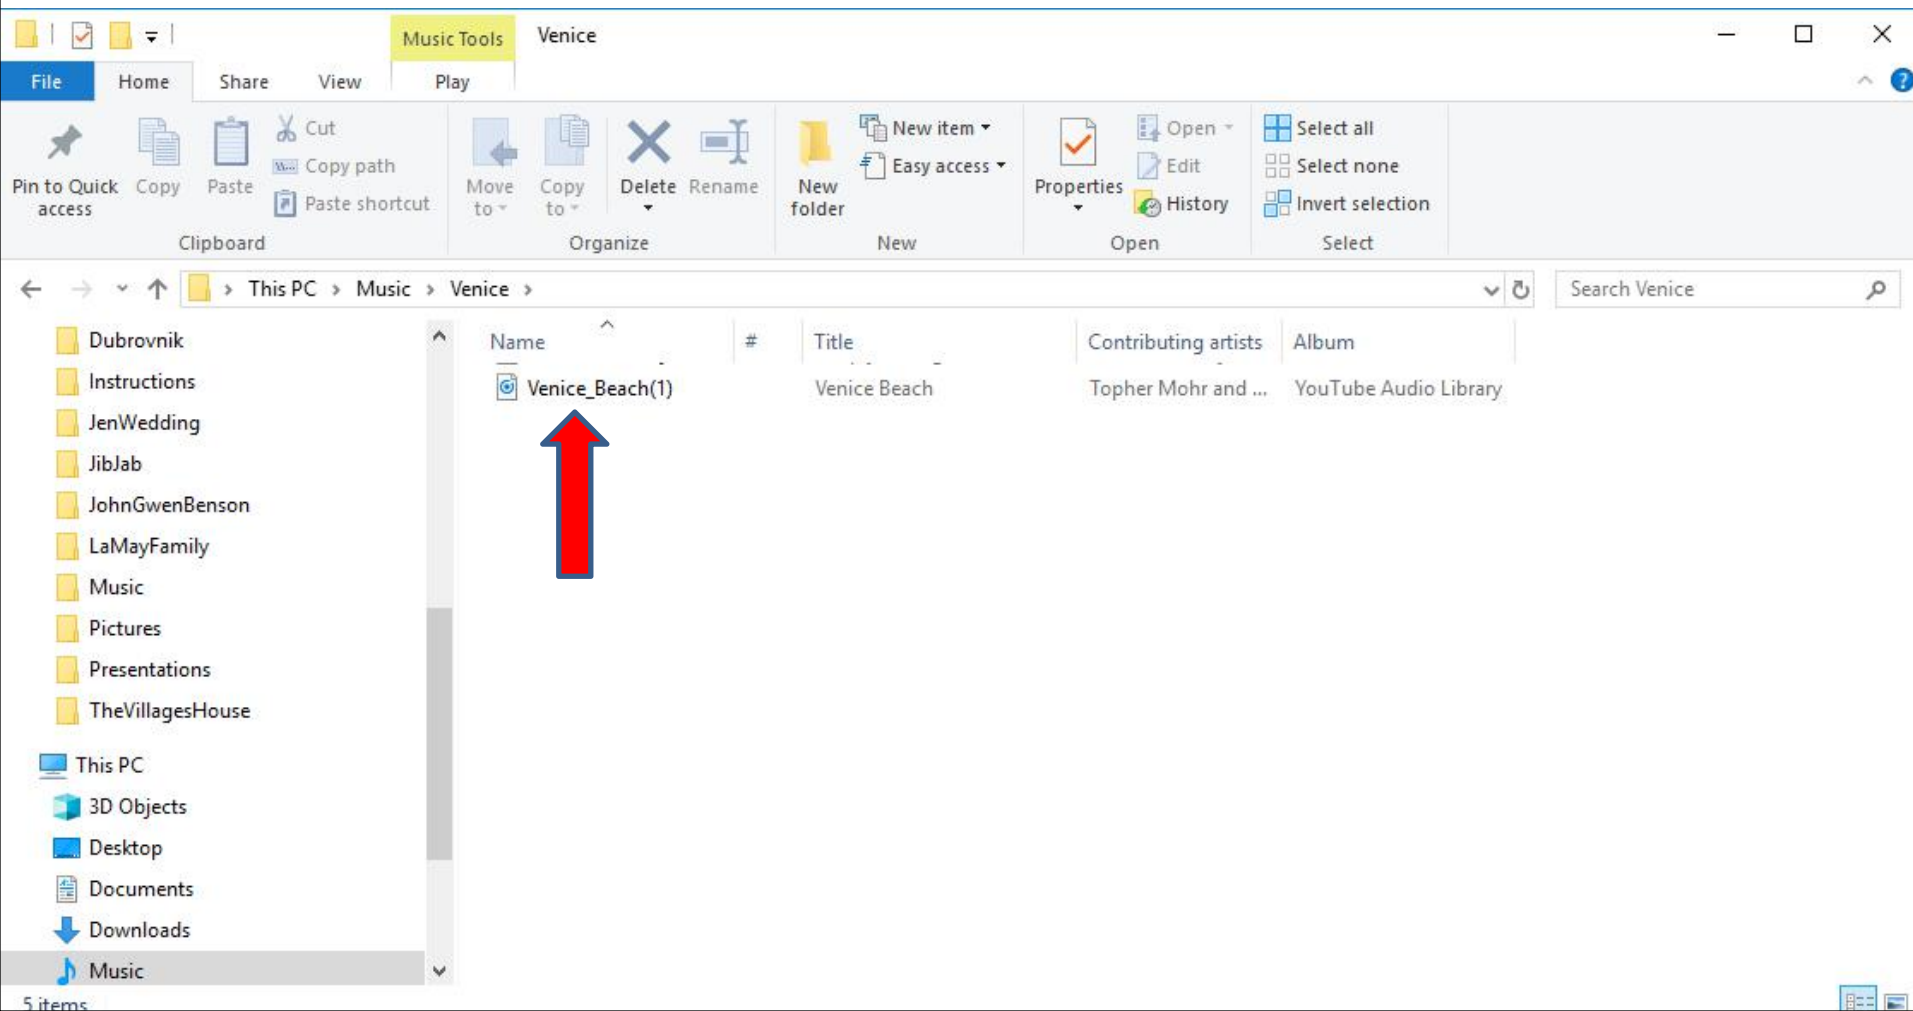 Music Tools Venice
File Home Share View Play
Pin to Quick access
Copy
Paste
Cut
Copy path
Paste shortcut
Clipboard
Move to
Copy to
Delete
Rename
Organize
New folder
New item
Easy access
New
Properties
Open
Edit
History
Open
Select all
Select none
Invert selection
Select
This PC > Music > Venice >
Search Venice
Name # Title Contributing artists Album
Venice_Beach(1) Venice Beach Topher Mohr and ... YouTube Audio Library
Dubrovnik
Instructions
JenWedding
JibJab
JohnGwenBenson
LaMayFamily
Music
Pictures
Presentations
TheVillagesHouse
This PC
3D Objects
Desktop
Documents
Downloads
Music
5 items